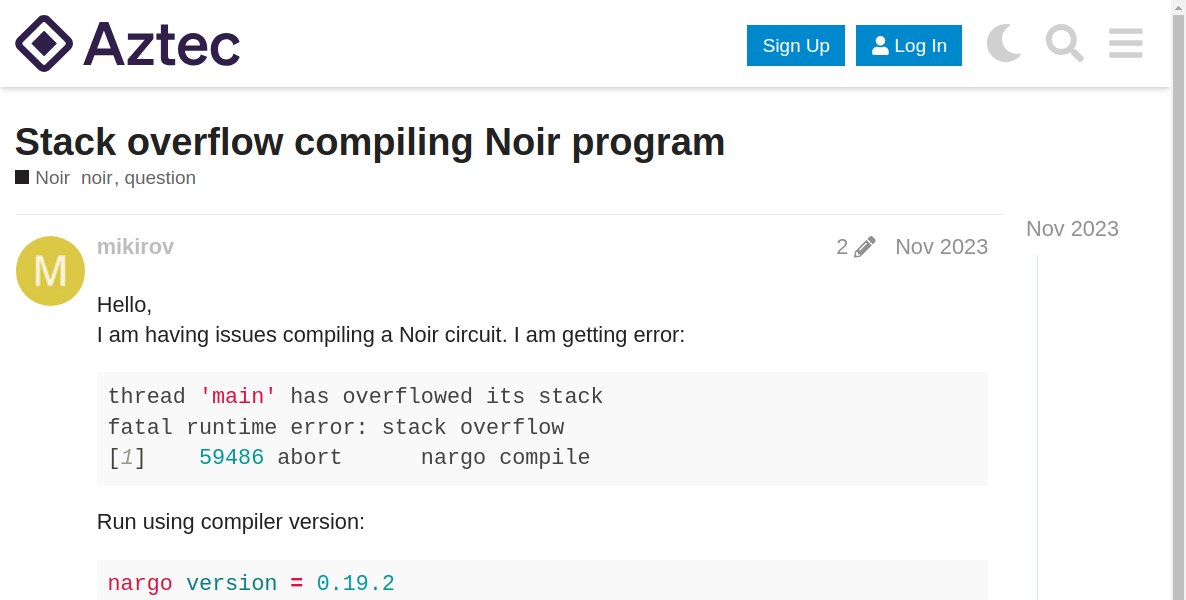 Aztec
Sign Up
Log In
Stack overflow compiling Noir program
Noir noir, question
Nov 2023
M
mikirov
2
Nov 2023
Hello,
I am having issues compiling a Noir circuit. I am getting error:
thread 'main' has overflowed its stack
fatal runtime error: stack overflow
[1]    59486 abort      nargo compile
Run using compiler version:
nargo version = 0.19.2